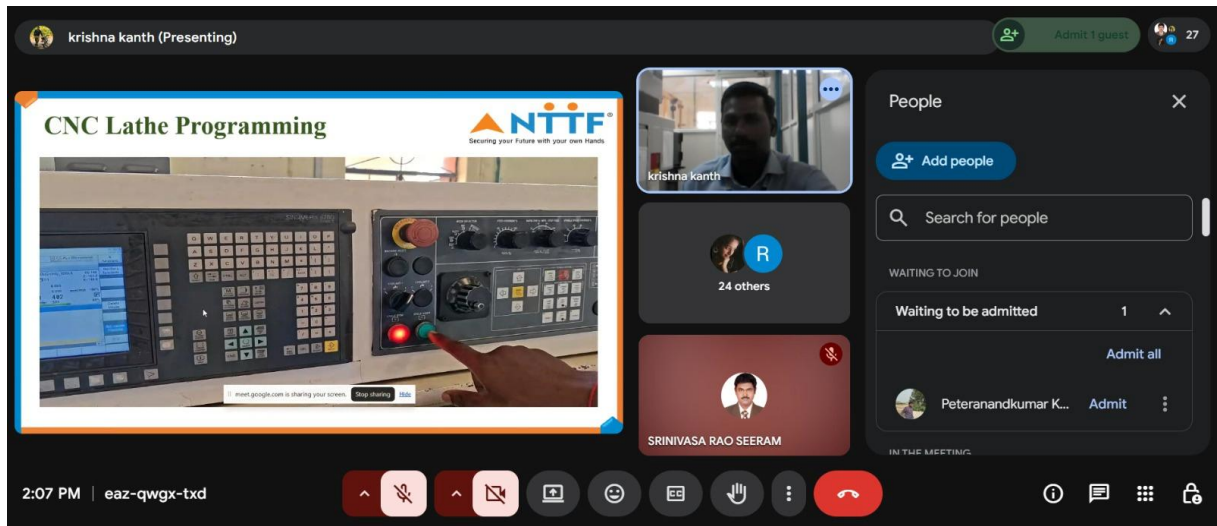 krishna kanth (Presenting)
Admit 1 guest
27
CNC Lathe Programming
NTTF
Securing your Future with your own Hands
meet.google.com is sharing your screen.
Stop sharing
Hide
krishna kanth
R
24 others
SRINIVASA RAO SEERAM
People
Add people
Search for people
WAITING TO JOIN
Waiting to be admitted 1
Admit all
Peteranandkumar K... Admit
IN THE MEETING
2:07 PM | eaz-qwgx-txd
CC